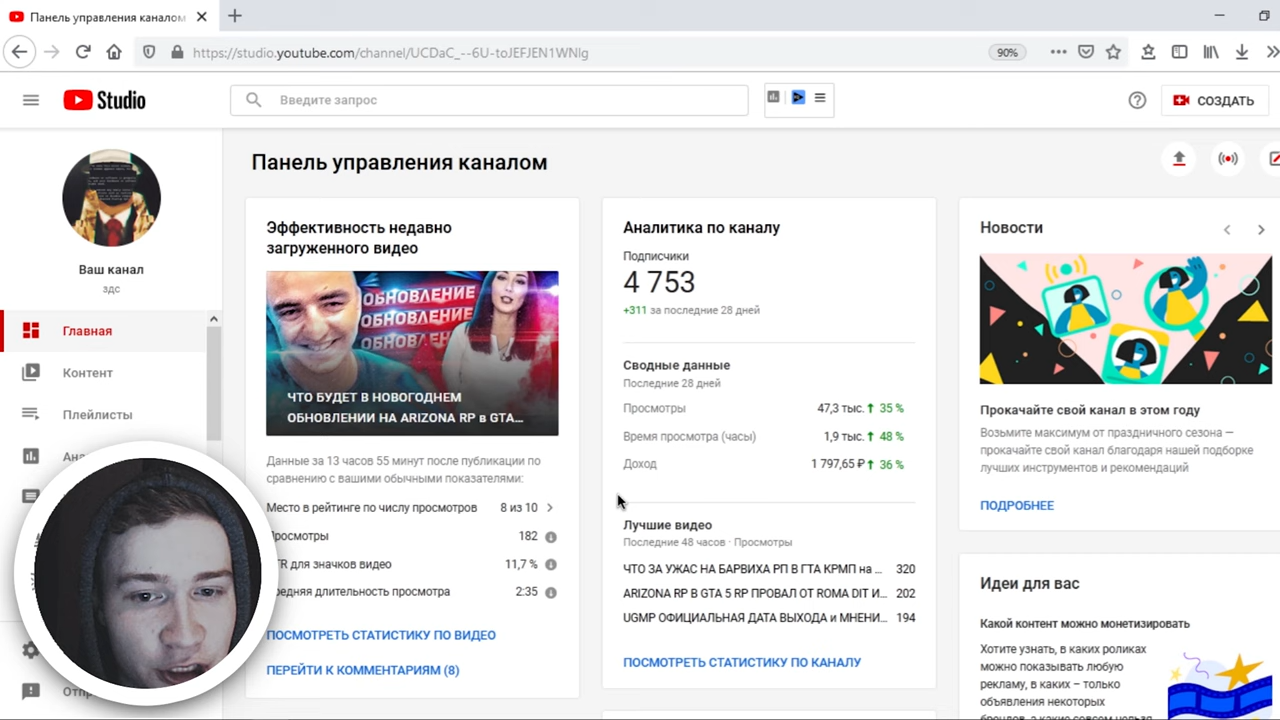 Панель управления каналом
https://studio.youtube.com/channel/UCDaC_--6U-toJEFJEN1WNlg
90%
Studio
Введите запрос
СОЗДАТЬ
Ваш канал
здс
Главная
Контент
Плейлисты
Панель управления каналом
Эффективность недавно
загруженного видео
ОБНОВЛЕНИЕ
ОБНОВЛЕНИЕ
ОБНОВЛЕНИЕ
ЧТО БУДЕТ В НОВОГОДНЕМ
ОБНОВЛЕНИИ НА ARIZONA RP в GTA...
Данные за 13 часов 55 минут после публикации по
сравнению с вашими обычными показателями:
Место в рейтинге по числу просмотров 8 из 10
Просмотры 182
CTR для значков видео 11,7 %
Средняя длительность просмотра 2:35
ПОСМОТРЕТЬ СТАТИСТИКУ ПО ВИДЕО
ПЕРЕЙТИ К КОММЕНТАРИЯМ (8)
Аналитика по каналу
Подписчики
4 753
+311 за последние 28 дней
Сводные данные
Последние 28 дней
Просмотры 47,3 тыс. 35 %
Время просмотра (часы) 1,9 тыс. 48 %
Доход 1 797,65 ₽ 36 %
Лучшие видео
Последние 48 часов · Просмотры
ЧТО ЗА УЖАС НА БАРВИХА РП В ГТА КРМП на ... 320
ARIZONA RP В GTA 5 RP ПРОВАЛ ОТ ROMA DIT И... 202
UGMP ОФИЦИАЛЬНАЯ ДАТА ВЫХОДА и МНЕНИ... 194
ПОСМОТРЕТЬ СТАТИСТИКУ ПО КАНАЛУ
Новости
Прокачайте свой канал в этом году
Возьмите максимум от праздничного сезона —
прокачайте свой канал благодаря нашей подборке
лучших инструментов и рекомендаций
ПОДРОБНЕЕ
Идеи для вас
Какой контент можно монетизировать
Хотите узнать, в каких роликах
можно показывать любую
рекламу, в каких – только
объявления некоторых